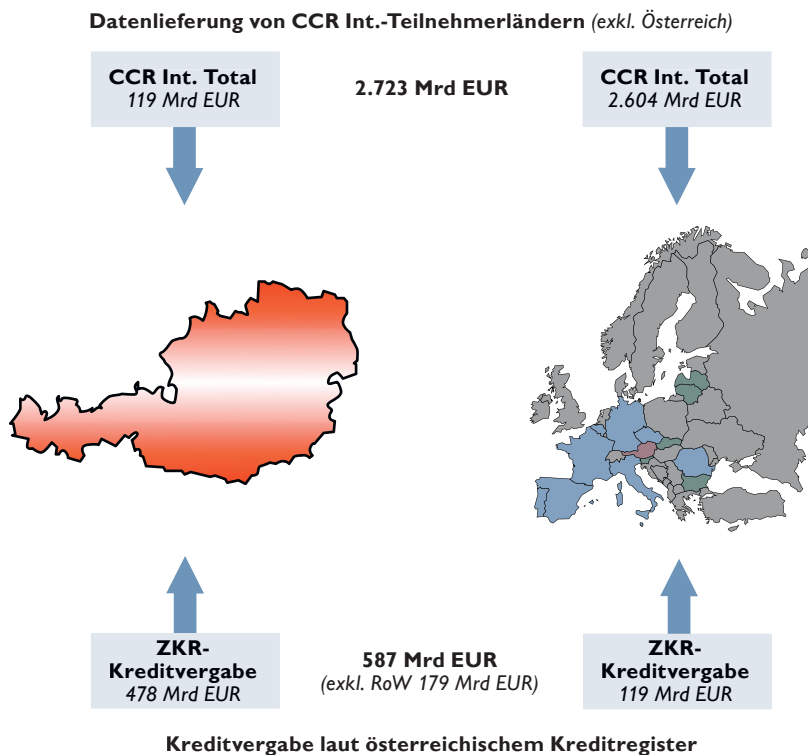 Datenlieferung von CCR Int.-Teilnehmerländern (exkl. Österreich)
CCR Int. Total
119 Mrd EUR
2.723 Mrd EUR
CCR Int. Total
2.604 Mrd EUR
ZKR-
Kreditvergabe
478 Mrd EUR
587 Mrd EUR
(exkl. RoW 179 Mrd EUR)
ZKR-
Kreditvergabe
119 Mrd EUR
Kreditvergabe laut österreichischem Kreditregister